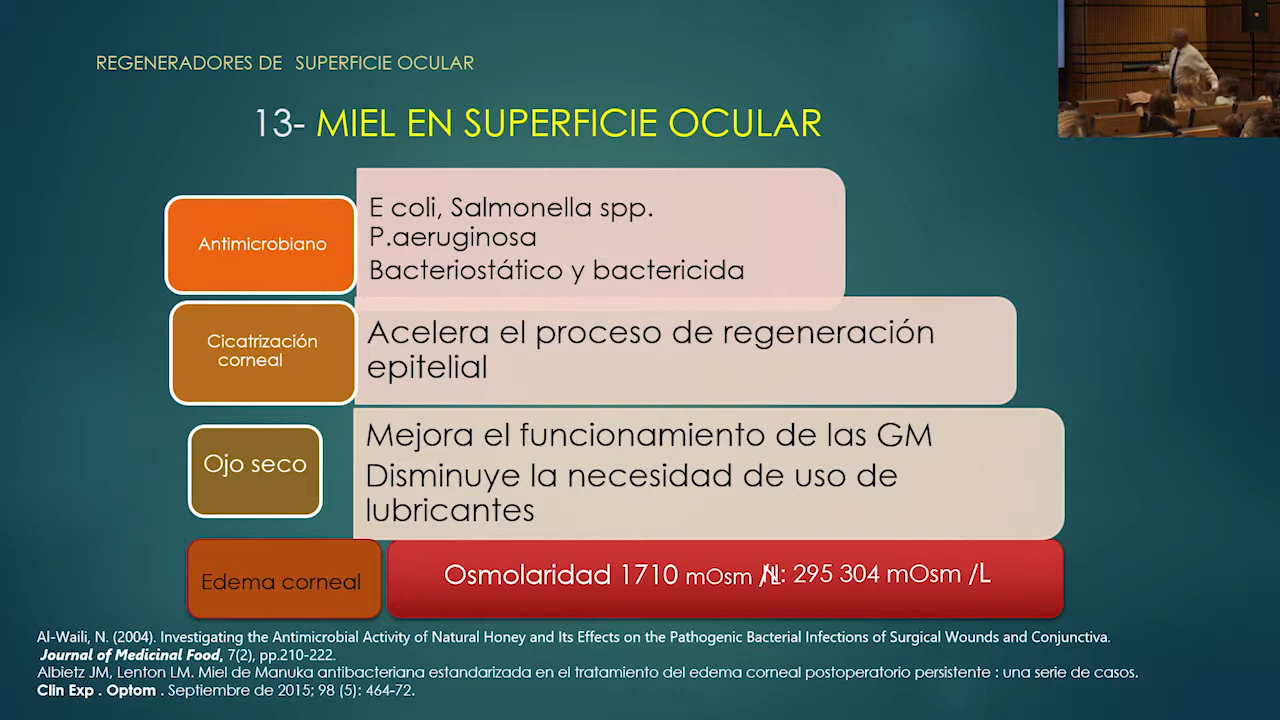 REGENERADORES DE SUPERFICIE OCULAR
13- MIEL EN SUPERFICIE OCULAR
Antimicrobiano
E coli, Salmonella spp.
P.aeruginosa
Bacteriostático y bactericida
Cicatrización
corneal
Acelera el proceso de regeneración
epitelial
Ojo seco
Mejora el funcionamiento de las GM
Disminuye la necesidad de uso de
lubricantes
Edema corneal
Osmolaridad 1710 mOsm /L N: 295 304 mOsm /L
Al-Waili, N. (2004). Investigating the Antimicrobial Activity of Natural Honey and Its Effects on the Pathogenic Bacterial Infections of Surgical Wounds and Conjunctiva.
Journal of Medicinal Food, 7(2), pp.210-222.
Albietz JM, Lenton LM. Miel de Manuka antibacteriana estandarizada en el tratamiento del edema corneal postoperatorio persistente : una serie de casos.
Clin Exp . Optom . Septiembre de 2015; 98 (5): 464-72.